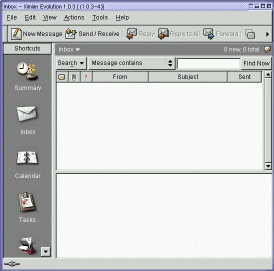 Inbox - Ximian Evolution 1.0.3 [(1.0.3-4)]
File Edit View Actions Tools Help
New Message Send / Receive Reply Reply to All Forward
Shortcuts Inbox 0 new, 0 total
Search Message contains Find Now
! From Subject Sent
Summary
Inbox
Calendar
Tasks